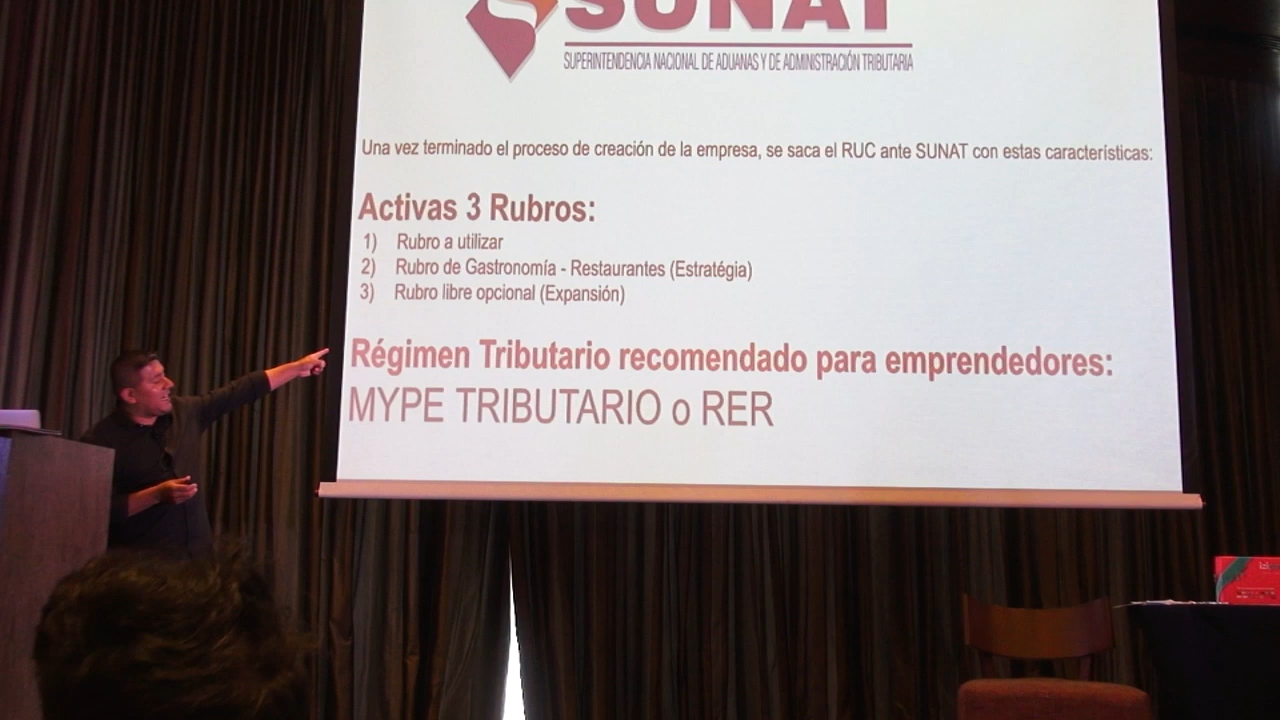 SUNAT
SUPERINTENDENCIA NACIONAL DE ADUANAS Y DE ADMINISTRACIÓN TRIBUTARIA
Una vez terminado el proceso de creación de la empresa, se saca el RUC ante SUNAT con estas características:
Activas 3 Rubros:
1) Rubro a utilizar
2) Rubro de Gastronomía - Restaurantes (Estratégia)
3) Rubro libre opcional (Expansión)
Régimen Tributario recomendado para emprendedores:
MYPE TRIBUTARIO o RER